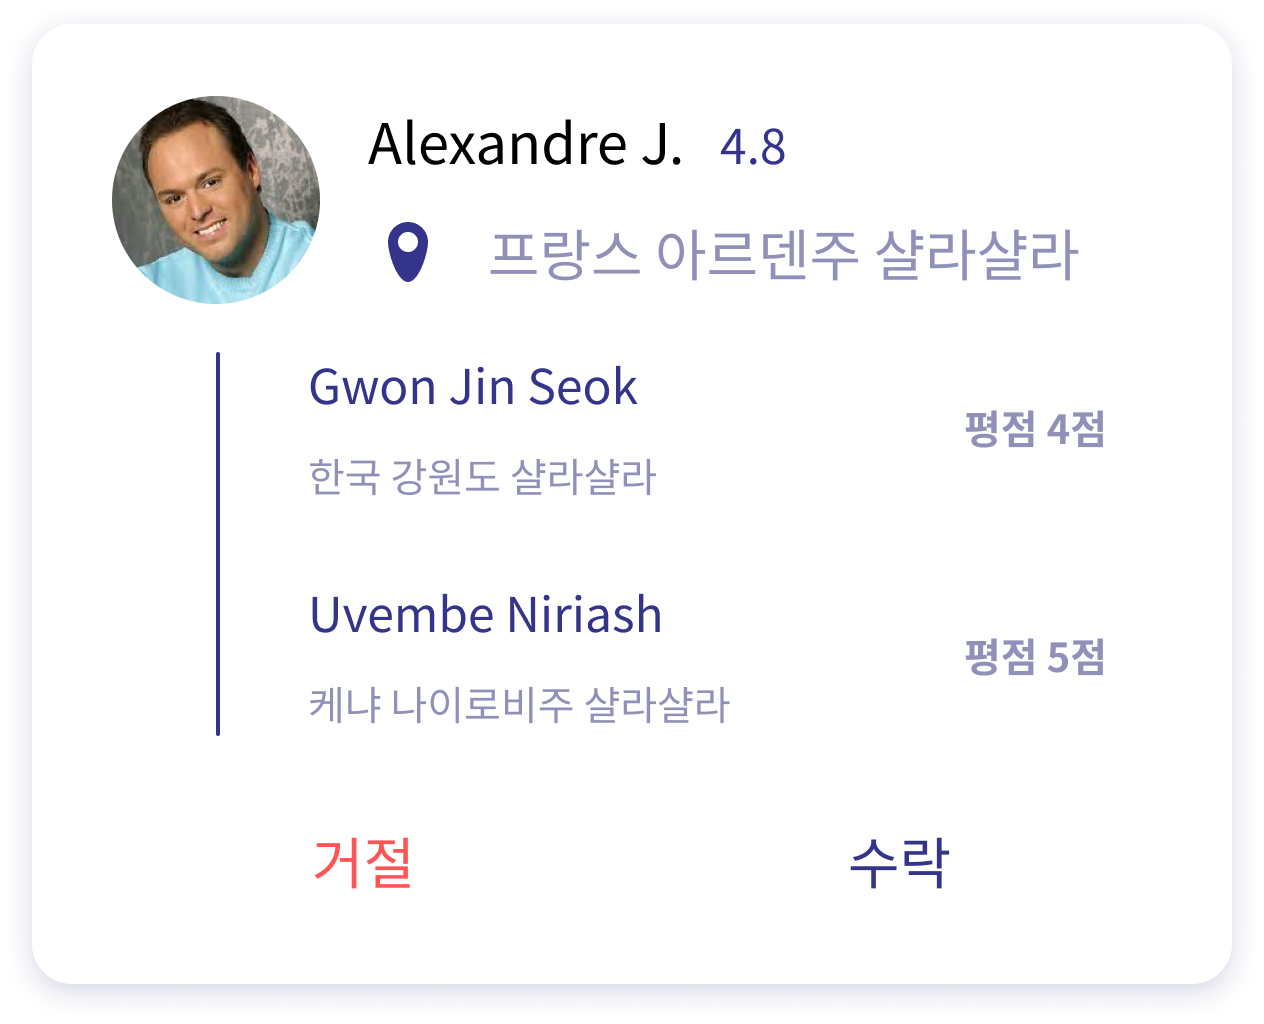 Alexandre J. 4.8
프랑스 아르덴주 샬라샬라
Gwon Jin Seok
평점 4점
한국 강원도 샬라샬라
Uvembe Niriash
평점 5점
케냐 나이로비주 샬라샬라
거절 수락